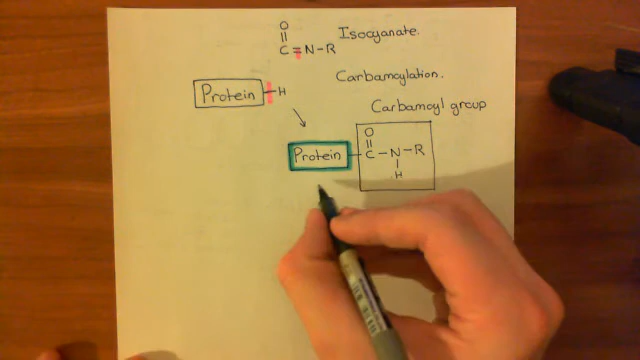 O
||
C=N-R Isocyanate.
Carbamoylation.
Protein-H
Carbamoyl group
O
||
Protein-C-N-R
|
H